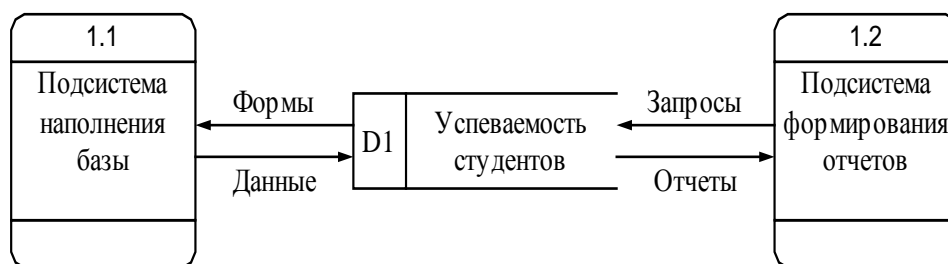 1.1
Подсистема
наполнения
базы
Формы
Данные
D1
Успеваемость
студентов
Запросы
Отчеты
1.2
Подсистема
формирования
отчетов